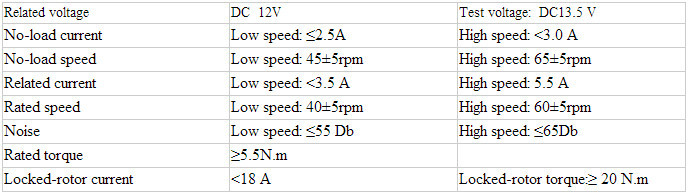 Related voltage DC  12V Test voltage:  DC13.5 V
No-load current Low speed: ≤2.5A High speed: <3.0 A
No-load speed Low speed: 45±5rpm High speed: 65±5rpm
Related current Low speed: <3.5 A High speed: 5.5 A
Rated speed Low speed: 40±5rpm High speed: 60±5rpm
Noise Low speed: ≤55 Db High speed: ≤65Db
Rated torque ≥5.5N.m
Locked-rotor current <18 A Locked-rotor torque:≥ 20 N.m